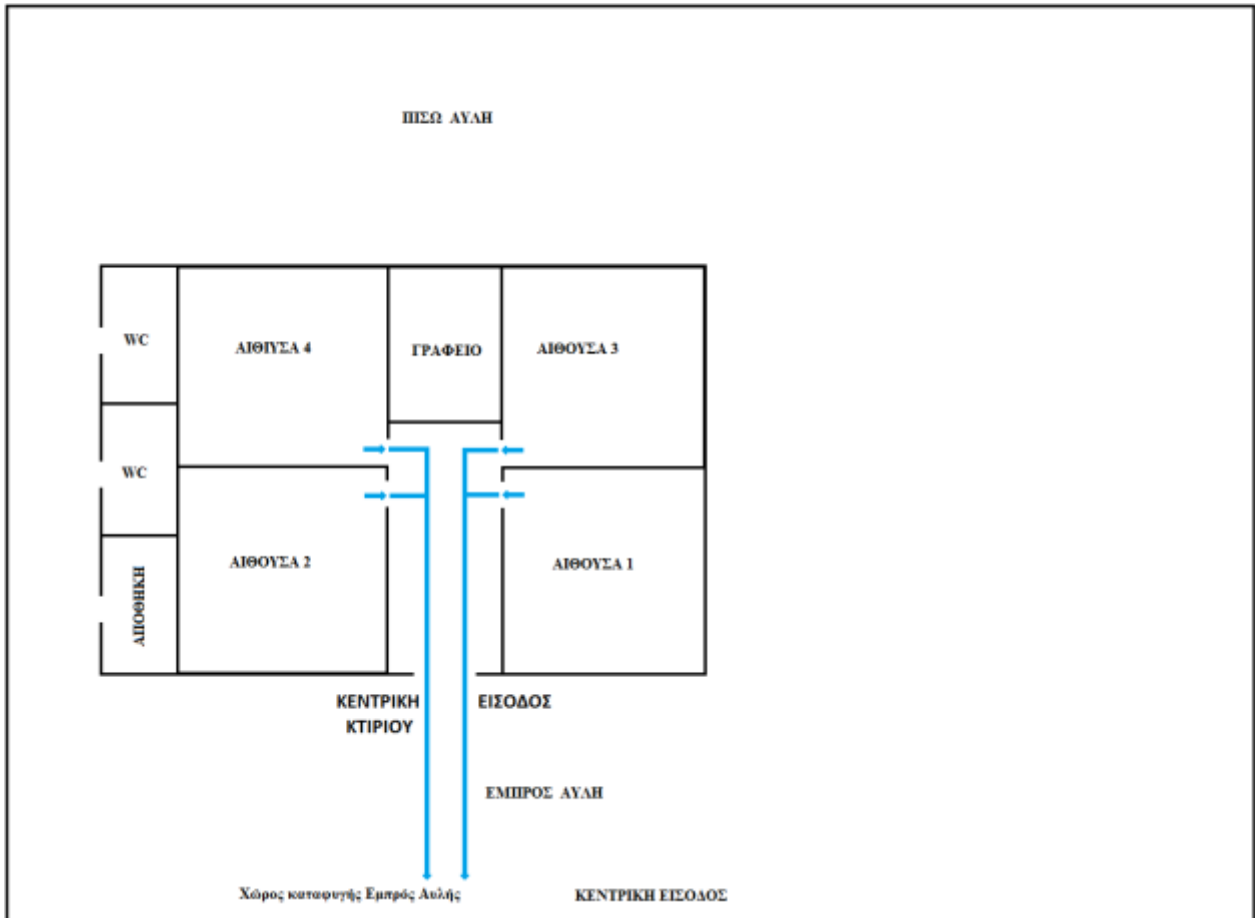 ΠΙΣΩ ΑΥΛΗ
WC
ΑΙΘΙΥΣΑ 4
ΓΡΑΦΕΙΟ
ΑΙΘΟΥΣΑ 3
WC
ΑΙΘΟΥΣΑ 2
ΑΙΘΟΥΣΑ 1
ΑΠΟΘΗΚΗ
ΚΕΝΤΡΙΚΗ ΕΙΣΟΔΟΣ
ΚΤΙΡΙΟΥ
ΕΜΠΡΟΣ ΑΥΛΗ
Χώρος καταφυγής Εμπρός Αυλής
ΚΕΝΤΡΙΚΗ ΕΙΣΟΔΟΣ